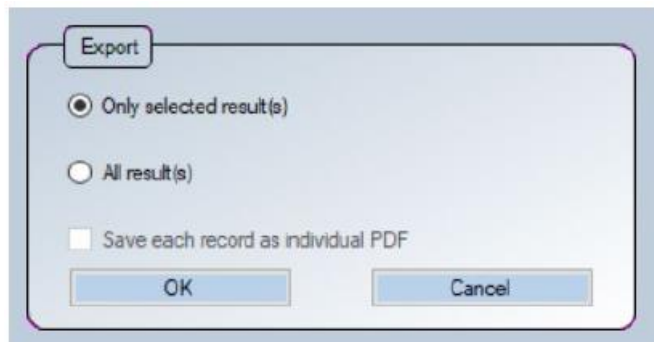 Export
Only selected result(s)
All result(s)
Save each record as individual PDF
OK
Cancel